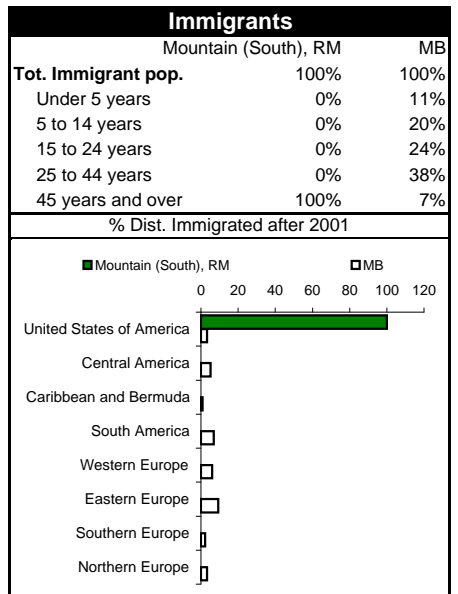 Immigrants
Mountain (South), RM MB
Tot. Immigrant pop. 100% 100%
Under 5 years 0% 11%
5 to 14 years 0% 20%
15 to 24 years 0% 24%
25 to 44 years 0% 38%
45 years and over 100% 7%
% Dist. Immigrated after 2001
Mountain (South), RM MB
0 20 40 60 80 100 120
United States of America
Central America
Caribbean and Bermuda
South America
Western Europe
Eastern Europe
Southern Europe
Northern Europe